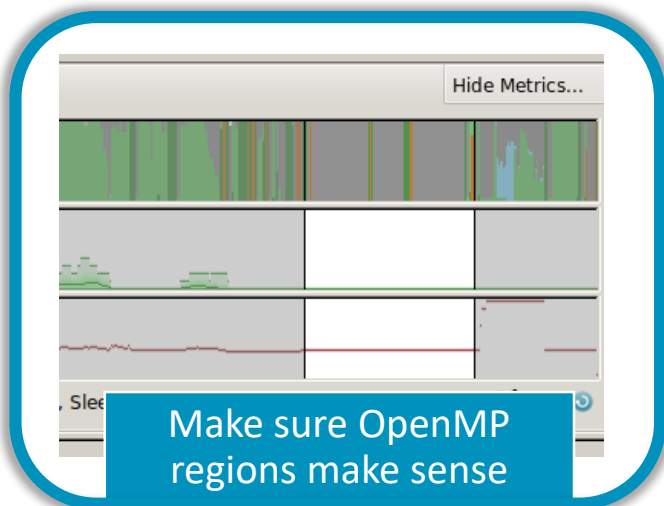 Hide Metrics...
, Slee
Make sure OpenMP
regions make sense